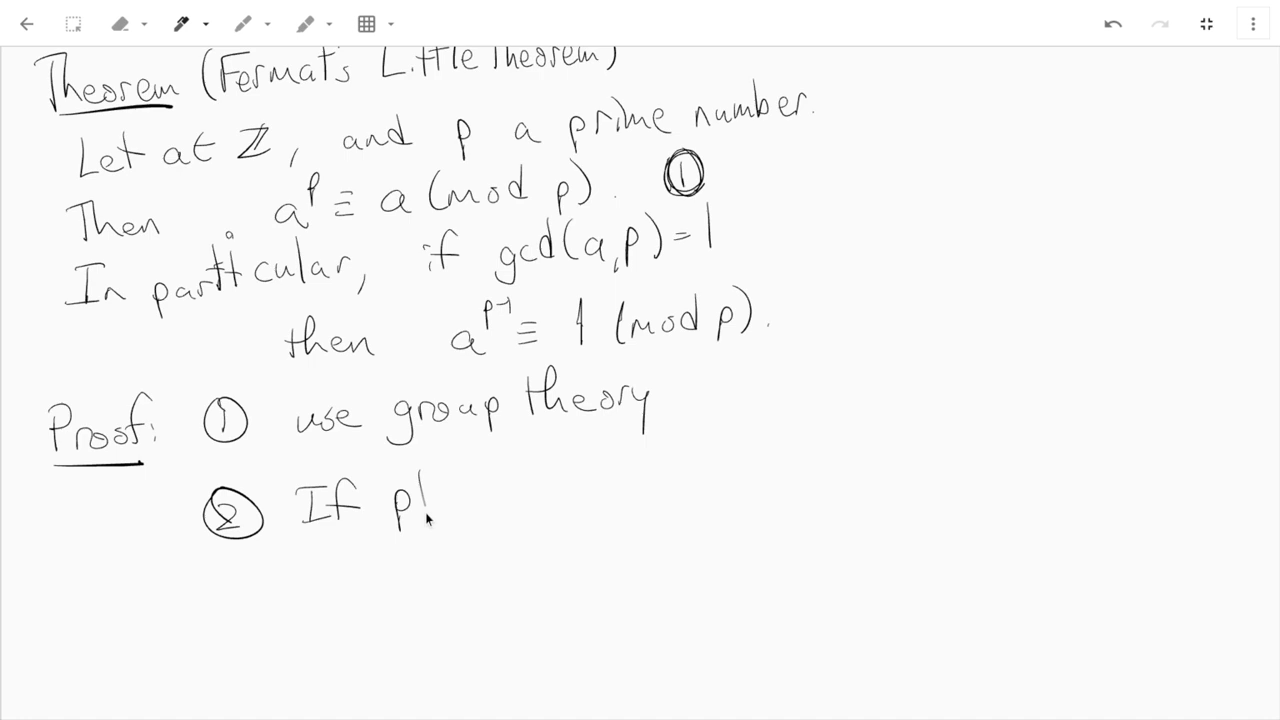 Theorem (Fermat's Little Theorem)
Let a ∈ ℤ, and p a prime number.
Then a^p ≡ a (mod p). ①
In particular, if gcd(a,p) = 1
then a^{p-1} ≡ 1 (mod p).
Proof: ① use group theory
② If p|